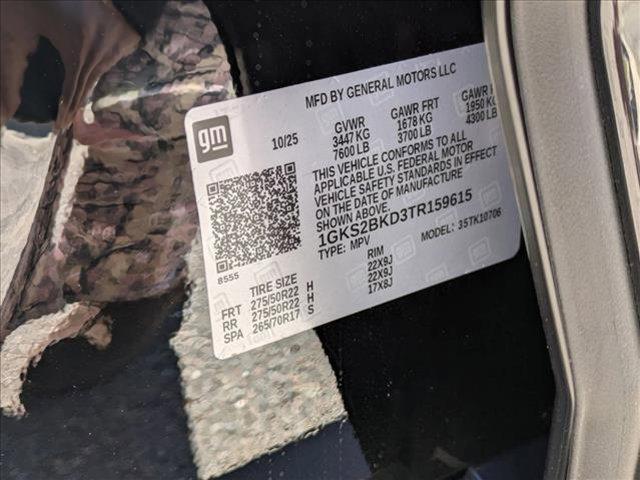 MFD BY GENERAL MOTORS LLC
gm
10/25
GVWR GAWR FRT GAWR
3447 KG 1678 KG 1950 KG
7600 LB 3700 LB 4300 LB
THIS VEHICLE CONFORMS TO ALL
APPLICABLE U.S. FEDERAL MOTOR
VEHICLE SAFETY STANDARDS IN EFFECT
ON THE DATE OF MANUFACTURE
SHOWN ABOVE.
1GKS2BKD3TR159615
TYPE: MPV MODEL: 35TK10706
8555
TIRE SIZE RIM
FRT 275/50R22 H 22X9J
RR 275/50R22 H 22X9J
SPA 265/70R17 S 17X8J